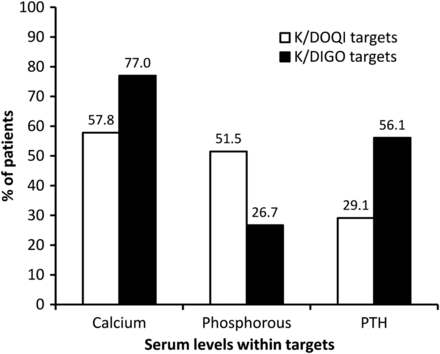 K/DOQI targets
K/DIGO targets
% of patients
100
90
80
70
60
50
40
30
20
10
0
57.8
77.0
51.5
26.7
29.1
56.1
Calcium
Phosphorous
PTH
Serum levels within targets